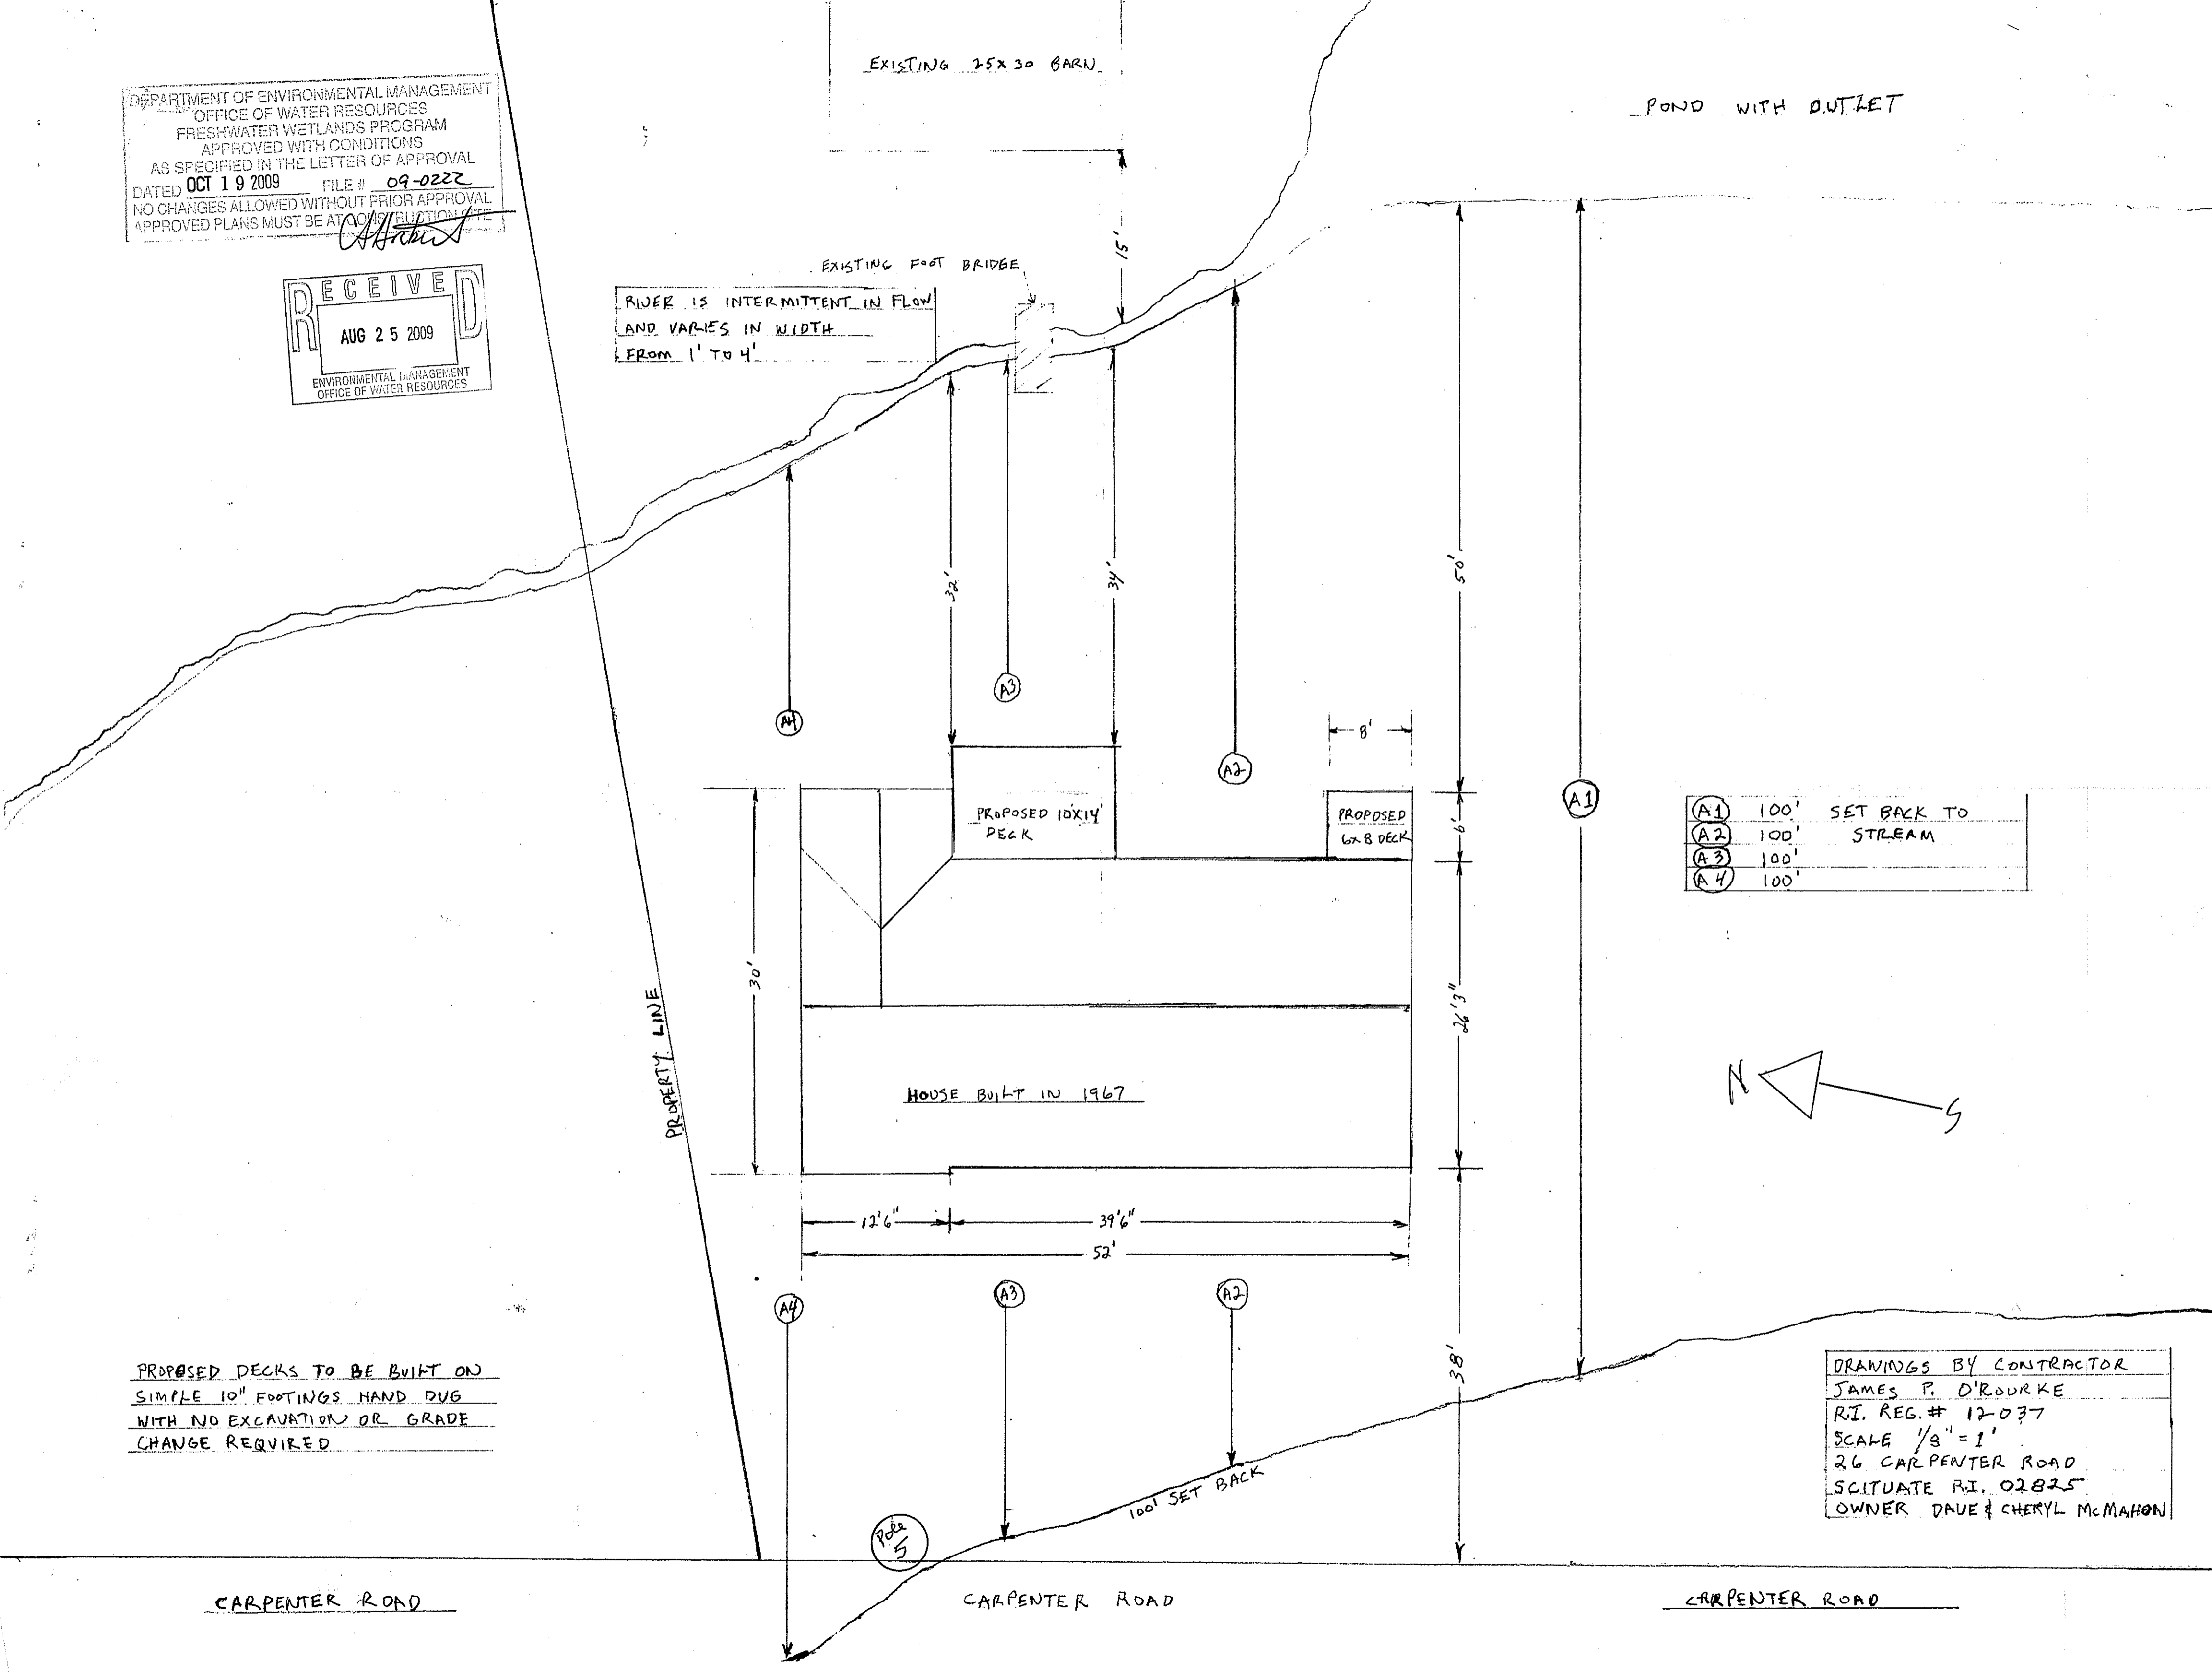 EXISTING 25X30 BARN
POND WITH OUTLET
DEPARTMENT OF ENVIRONMENTAL MANAGEMENT
OFFICE OF WATER RESOURCES
FRESHWATER WETLANDS PROGRAM
APPROVED WITH CONDITIONS
AS SPECIFIED IN THE LETTER OF APPROVAL
DATED OCT 19 2009 FILE # 09-0222
NO CHANGES ALLOWED WITHOUT PRIOR APPROVAL
APPROVED PLANS MUST BE AT CONSTRUCTION SITE
RECEIVED
AUG 25 2009
ENVIRONMENTAL MANAGEMENT
OFFICE OF WATER RESOURCES
15'
EXISTING FOOT BRIDGE
RIVER IS INTERMITTENT IN FLOW
AND VARIES IN WIDTH
FROM 1' TO 4'
32'
34'
50'
A3
A4
A2
A1
8'
PROPOSED 10'X14'
DECK
PROPOSED
6X8 DECK
6'
A1 100' SET BACK TO
A2 100' STREAM
A3 100'
A4 100'
30'
26'3"
PROPERTY LINE
HOUSE BUILT IN 1967
N
S
12'6"
39'6"
52'
A4
A3
A2
38'
PROPOSED DECKS TO BE BUILT ON
SIMPLE 10" FOOTINGS HAND DUG
WITH NO EXCAVATION OR GRADE
CHANGE REQUIRED
100' SET BACK
Pole
5
DRAWINGS BY CONTRACTOR
JAMES P. O'ROURKE
R.I. REG. # 12037
SCALE 1/8" = 1'
26 CARPENTER ROAD
SCITUATE R.I. 02825
OWNER DAVE & CHERYL McMAHON
CARPENTER ROAD
CARPENTER ROAD
CARPENTER ROAD